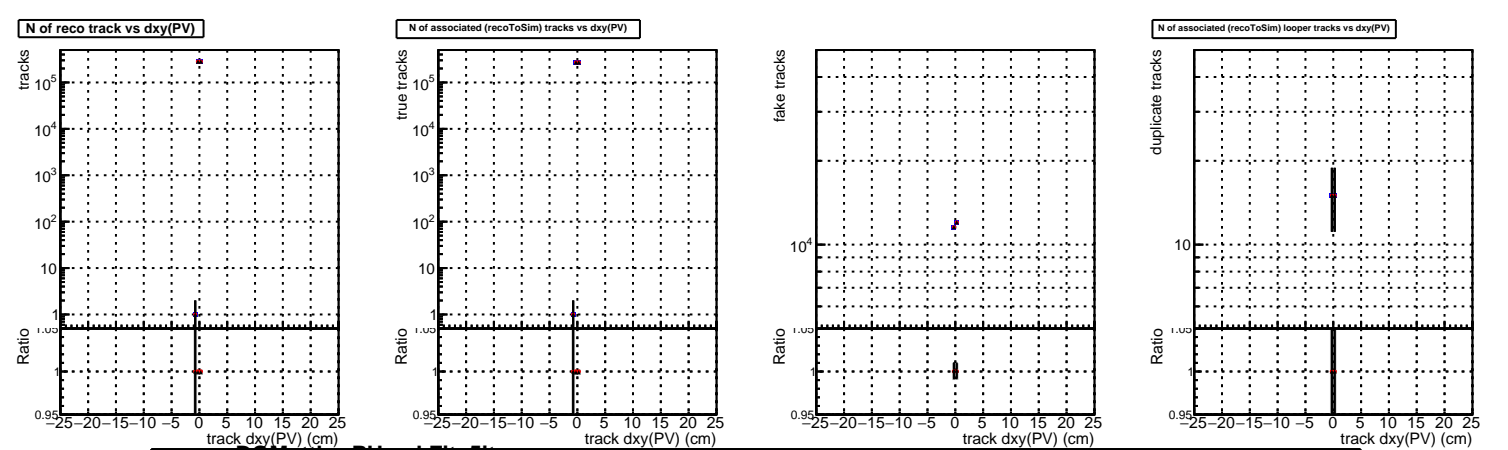 N of reco track vs dxy(PV)
tracks
10^5
10^4
10^3
10^2
10
1
1.05
Ratio
1
0.95
−25 −20 −15 −10 −5 0 5 10 15 20 25
track dxy(PV) (cm)
N of associated (recoToSim) tracks vs dxy(PV)
true tracks
10^5
10^4
10^3
10^2
10
1
1.05
Ratio
1
0.95
−25 −20 −15 −10 −5 0 5 10 15 20 25
track dxy(PV) (cm)
fake tracks
10^4
1.05
Ratio
1
0.95
−25 −20 −15 −10 −5 0 5 10 15 20 25
track dxy(PV) (cm)
N of associated (recoToSim) looper tracks vs dxy(PV)
duplicate tracks
10
1.05
Ratio
1
0.95
−25 −20 −15 −10 −5 0 5 10 15 20 25
track dxy(PV) (cm)